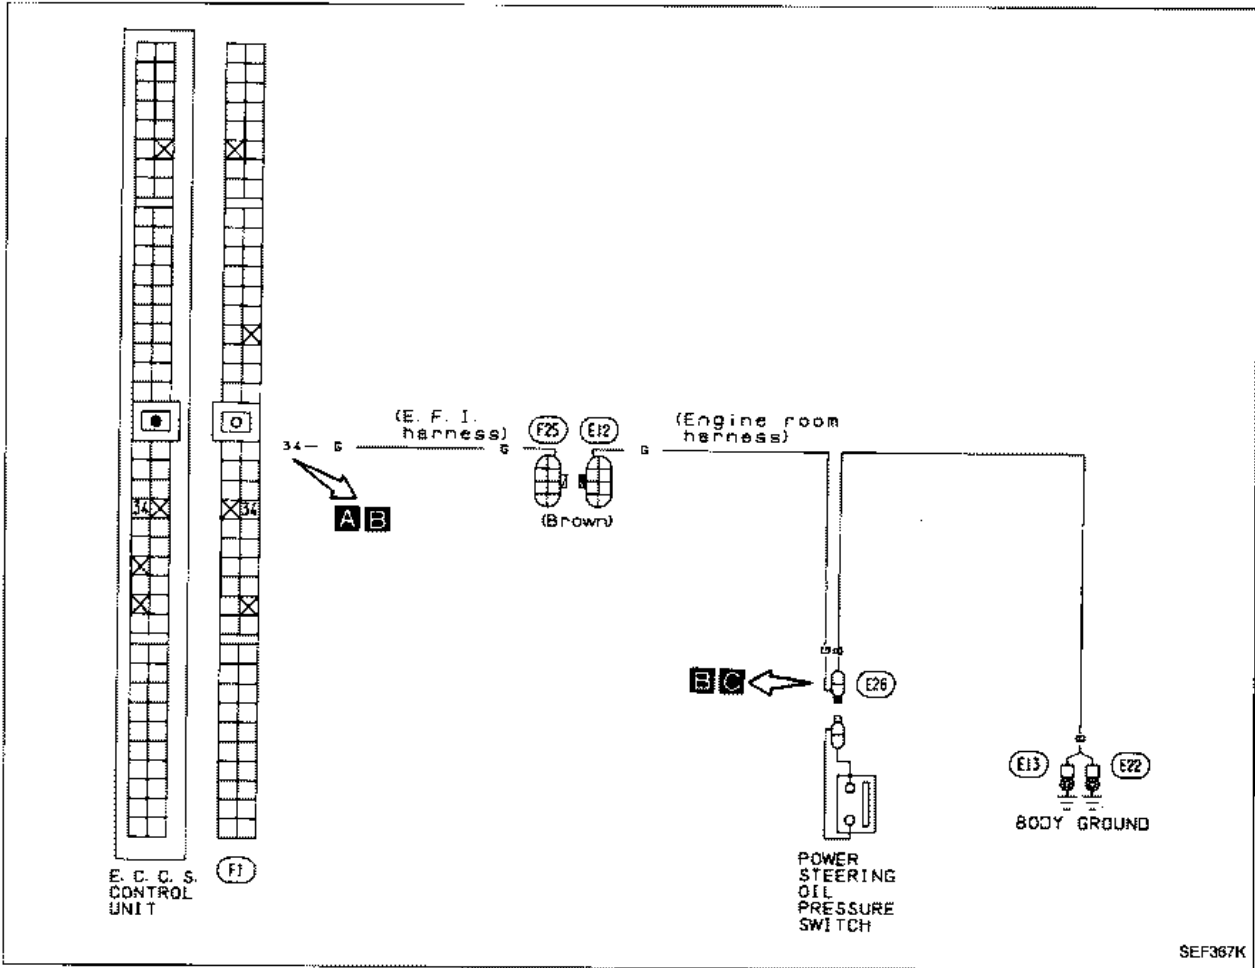 (E. F. I.
harness)
F25
E12
(Engine room
harness)
34
G
G
G
A B
(Brown)
34
34
B C
E26
E13
E22
BODY GROUND
E. C. C. S.
CONTROL
UNIT
F1
POWER
STEERING
OIL
PRESSURE
SWITCH
SEF367K